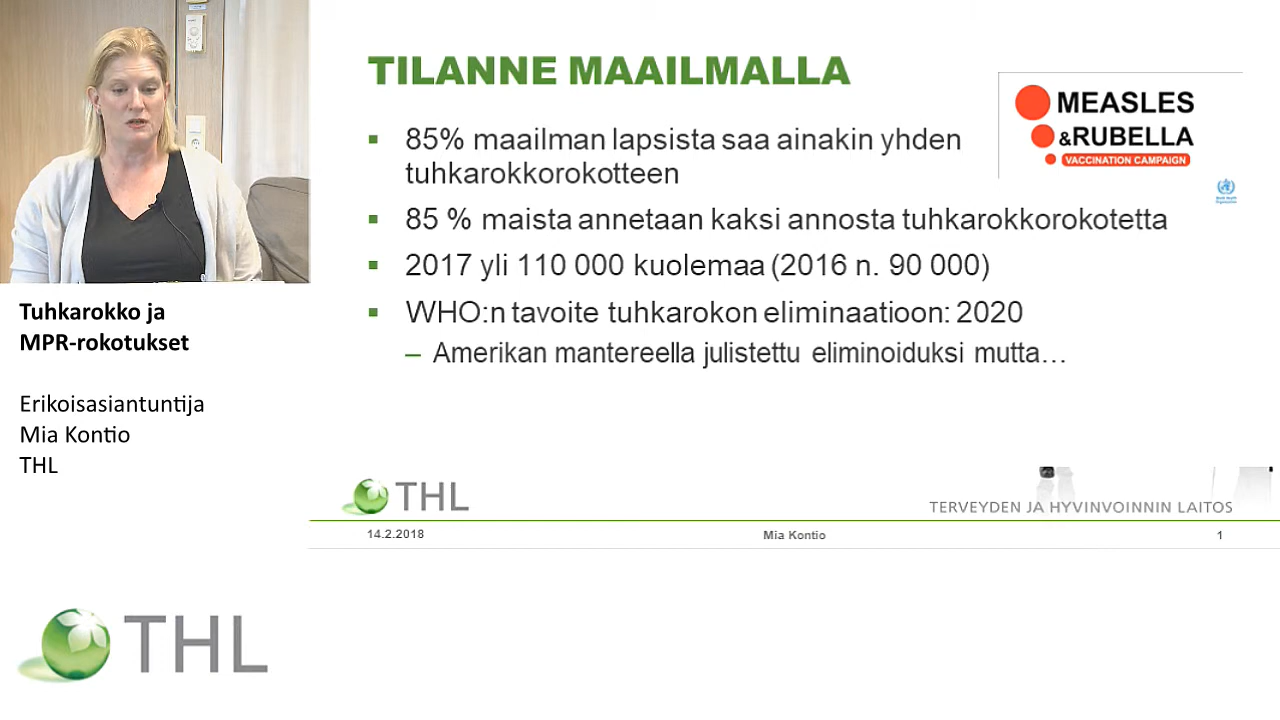 TILANNE MAAILMALLA
MEASLES
&RUBELLA
VACCINATION CAMPAIGN
▪ 85% maailman lapsista saa ainakin yhden
tuhkarokkorokotteen
▪ 85 % maista annetaan kaksi annosta tuhkarokkorokotetta
▪ 2017 yli 110 000 kuolemaa (2016 n. 90 000)
▪ WHO:n tavoite tuhkarokon eliminaatioon: 2020
– Amerikan mantereella julistettu eliminoiduksi mutta…
Tuhkarokko ja
MPR-rokotukset
Erikoisasiantuntija
Mia Kontio
THL
THL
TERVEYDEN JA HYVINVOINNIN LAITOS
14.2.2018
Mia Kontio
1
THL